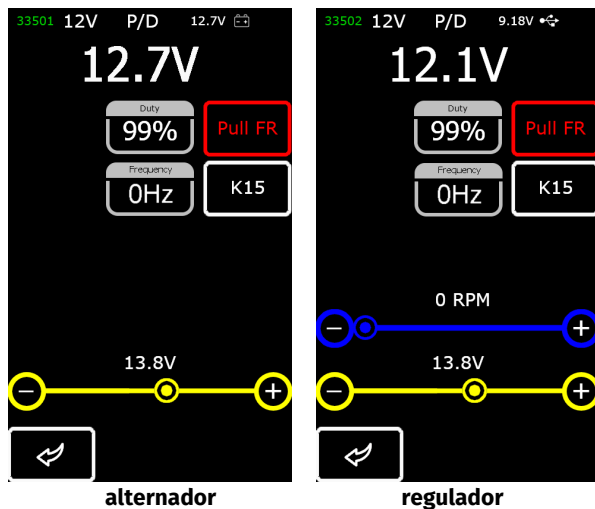 33501 12V P/D 12.7V
12.7V
Duty
99%
Pull FR
Frequency
0Hz
K15
13.8V
alternador
33502 12V P/D 9.18V
12.1V
Duty
99%
Pull FR
Frequency
0Hz
K15
0 RPM
13.8V
regulador